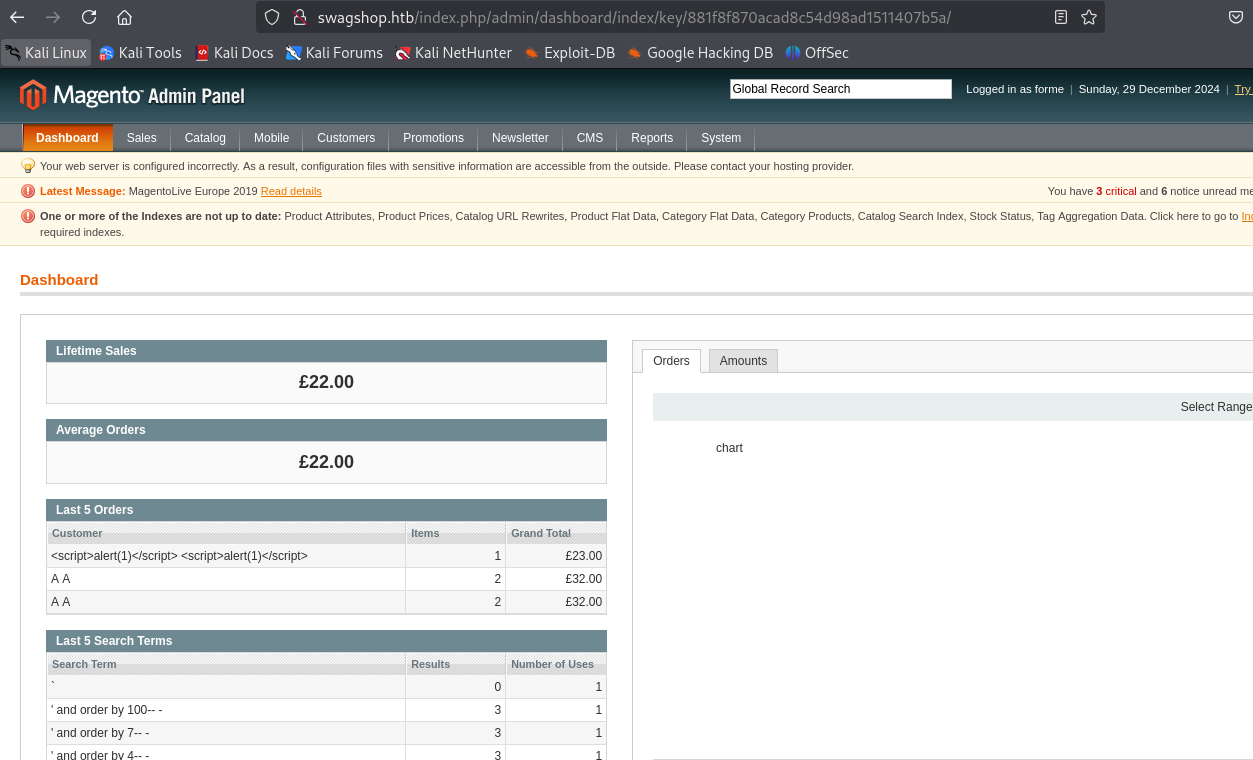 swagshop.htb/index.php/admin/dashboard/index/key/881f8f870acad8c54d98ad1511407b5a/
Kali Linux Kali Tools Kali Docs Kali Forums Kali NetHunter Exploit-DB Google Hacking DB OffSec
Magento Admin Panel Global Record Search Logged in as forme | Sunday, 29 December 2024 | Try
Dashboard Sales Catalog Mobile Customers Promotions Newsletter CMS Reports System
Your web server is configured incorrectly. As a result, configuration files with sensitive information are accessible from the outside. Please contact your hosting provider.
Latest Message: MagentoLive Europe 2019 Read details You have 3 critical and 6 notice unread me
One or more of the Indexes are not up to date: Product Attributes, Product Prices, Catalog URL Rewrites, Product Flat Data, Category Flat Data, Category Products, Catalog Search Index, Stock Status, Tag Aggregation Data. Click here to go to
required indexes.
Dashboard
Lifetime Sales
£22.00
Average Orders
£22.00
Last 5 Orders
Customer Items Grand Total
<script>alert(1)</script> <script>alert(1)</script> 1 £23.00
A A 2 £32.00
A A 2 £32.00
Last 5 Search Terms
Search Term Results Number of Uses
` 0 1
' and order by 100-- - 3 1
' and order by 7-- - 3 1
' and order by 4-- - 3 1
Orders Amounts
Select Range
chart